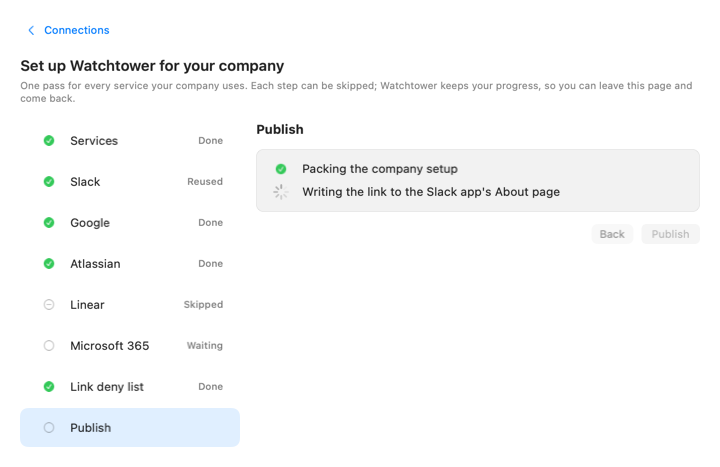 Connections
Set up Watchtower for your company
One pass for every service your company uses. Each step can be skipped; Watchtower keeps your progress, so you can leave this page and
come back.
Services Done
Slack Reused
Google Done
Atlassian Done
Linear Skipped
Microsoft 365 Waiting
Link deny list Done
Publish
Publish
Packing the company setup
Writing the link to the Slack app's About page
Back Publish